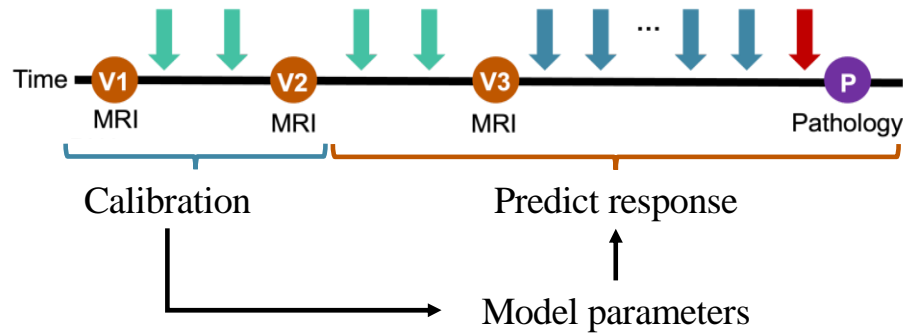 ...
Time V1 V2 V3 P
MRI MRI MRI Pathology
Calibration Predict response
Model parameters